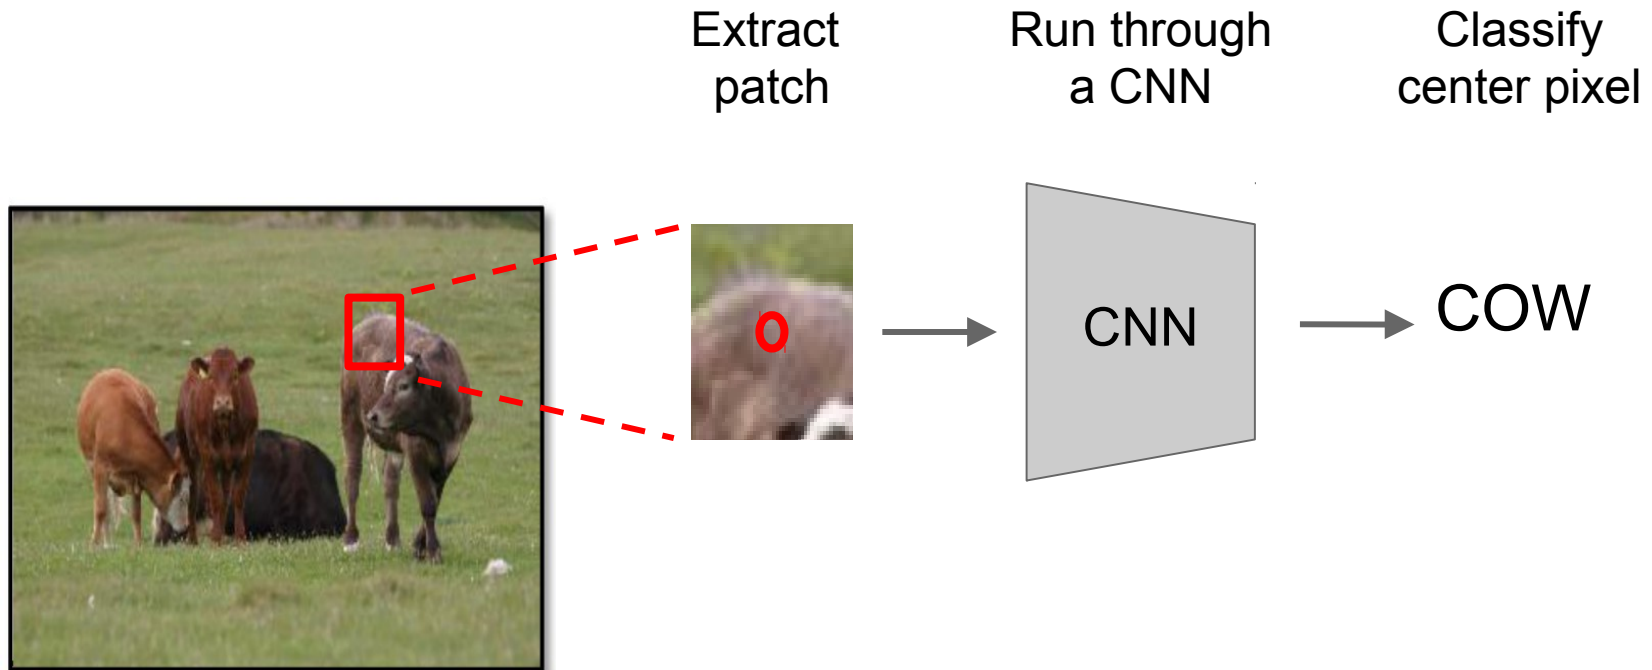 Extract
patch
Run through
a CNN
Classify
center pixel
CNN
COW